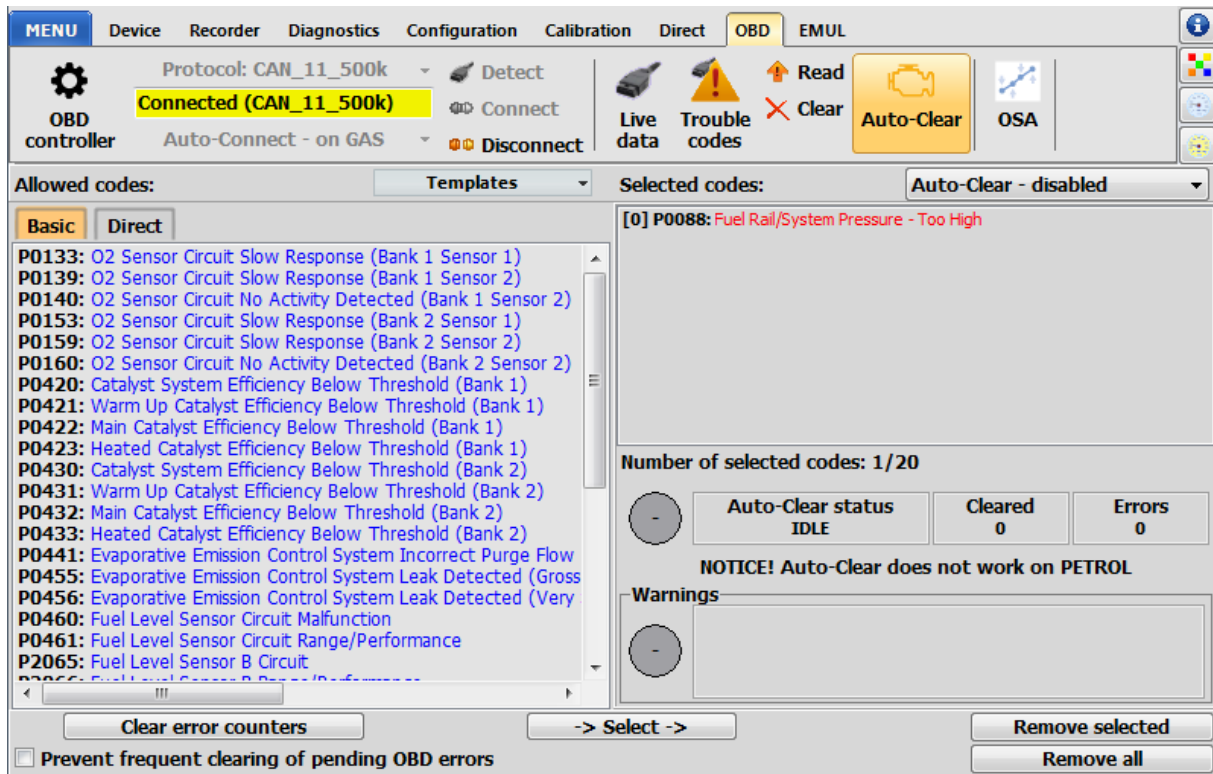 MENU Device Recorder Diagnostics Configuration Calibration Direct OBD EMUL
OBD controller
Protocol: CAN_11_500k
Connected (CAN_11_500k)
Auto-Connect - on GAS
Detect
Connect
Disconnect
Live data
Trouble codes
Read
Clear
Auto-Clear
OSA
Allowed codes:
Templates
Selected codes:
Auto-Clear - disabled
Basic Direct
P0133: O2 Sensor Circuit Slow Response (Bank 1 Sensor 1)
P0139: O2 Sensor Circuit Slow Response (Bank 1 Sensor 2)
P0140: O2 Sensor Circuit No Activity Detected (Bank 1 Sensor 2)
P0153: O2 Sensor Circuit Slow Response (Bank 2 Sensor 1)
P0159: O2 Sensor Circuit Slow Response (Bank 2 Sensor 2)
P0160: O2 Sensor Circuit No Activity Detected (Bank 2 Sensor 2)
P0420: Catalyst System Efficiency Below Threshold (Bank 1)
P0421: Warm Up Catalyst Efficiency Below Threshold (Bank 1)
P0422: Main Catalyst Efficiency Below Threshold (Bank 1)
P0423: Heated Catalyst Efficiency Below Threshold (Bank 1)
P0430: Catalyst System Efficiency Below Threshold (Bank 2)
P0431: Warm Up Catalyst Efficiency Below Threshold (Bank 2)
P0432: Main Catalyst Efficiency Below Threshold (Bank 2)
P0433: Heated Catalyst Efficiency Below Threshold (Bank 2)
P0441: Evaporative Emission Control System Incorrect Purge Flow
P0455: Evaporative Emission Control System Leak Detected (Gross
P0456: Evaporative Emission Control System Leak Detected (Very
P0460: Fuel Level Sensor Circuit Malfunction
P0461: Fuel Level Sensor Circuit Range/Performance
P2065: Fuel Level Sensor B Circuit
[0] P0088: Fuel Rail/System Pressure - Too High
Number of selected codes: 1/20
-
Auto-Clear status
IDLE
Cleared
0
Errors
0
NOTICE! Auto-Clear does not work on PETROL
Warnings
-
Clear error counters
-> Select ->
Remove selected
Prevent frequent clearing of pending OBD errors
Remove all